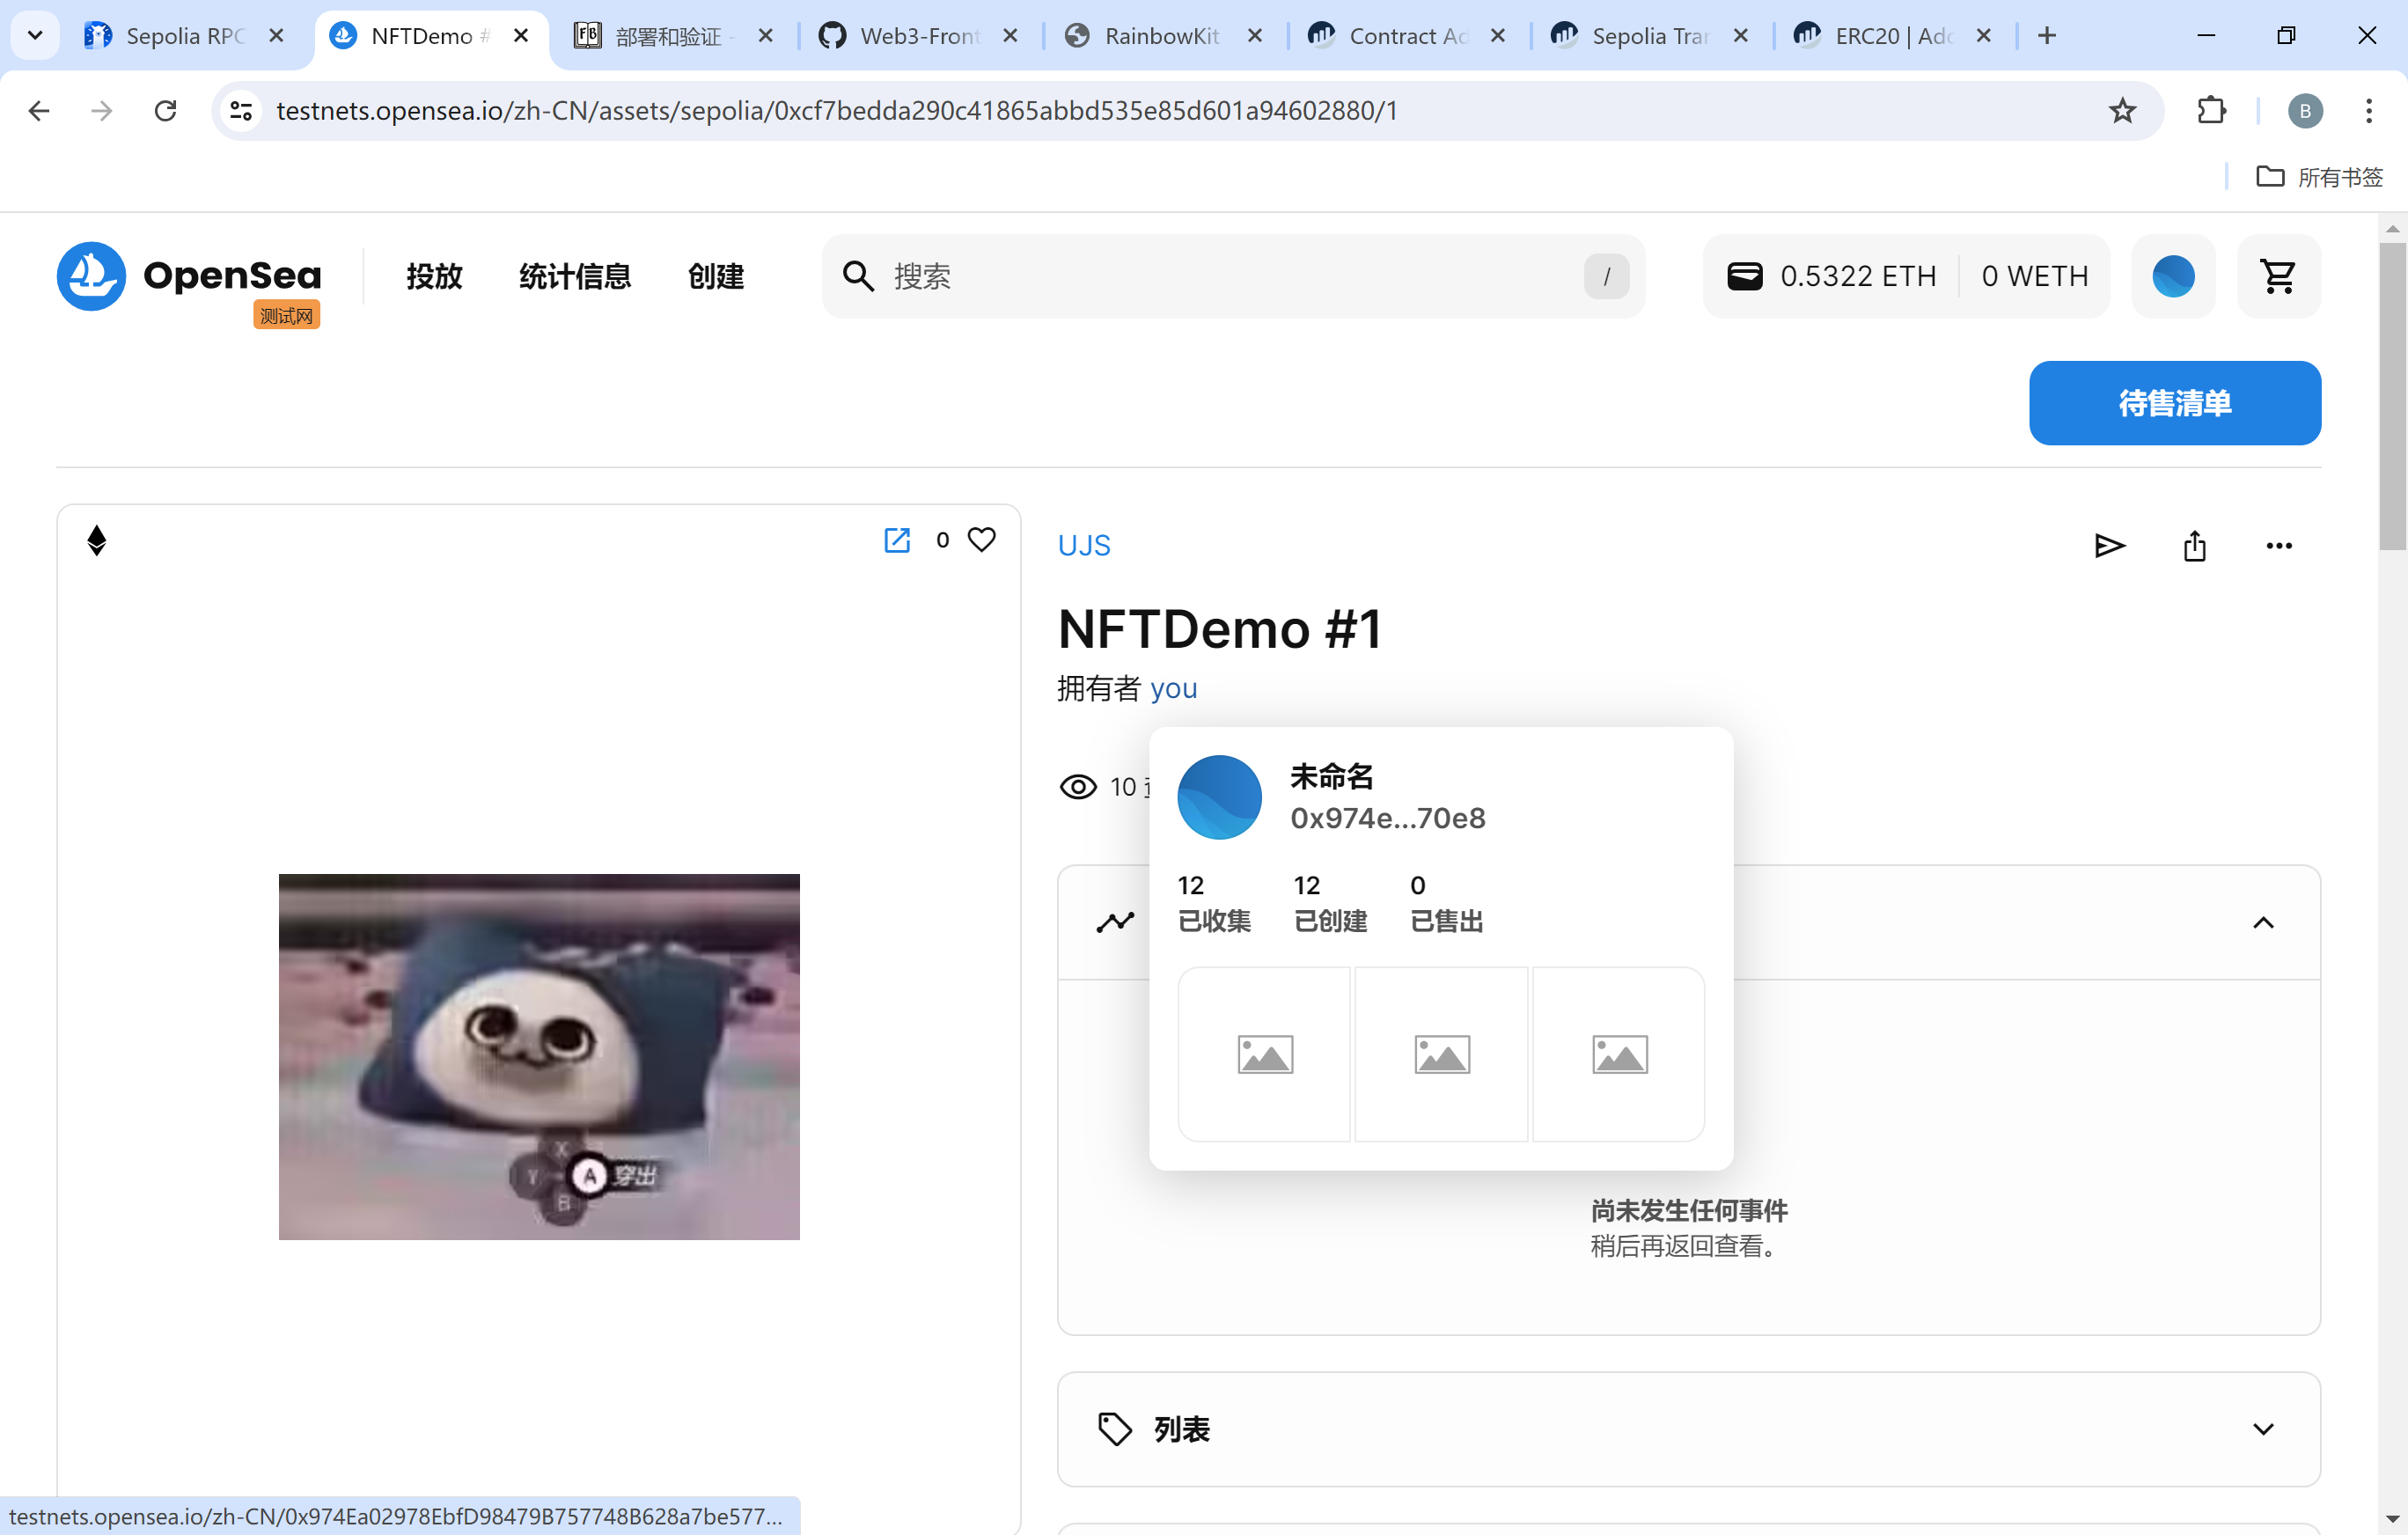 Sepolia RPC
NFTDemo #
部署和验证 -
Web3-Front
RainbowKit
Contract Ad
Sepolia Tran
ERC20 | Add
testnets.opensea.io/zh-CN/assets/sepolia/0xcf7bedda290c41865abbd535e85d601a94602880/1
B
所有书签
OpenSea
测试网
投放
统计信息
创建
搜索
/
0.5322 ETH
0 WETH
待售清单
0
UJS
NFTDemo #1
拥有者 you
10
未命名
0x974e...70e8
12
已收集
12
已创建
0
已售出
X
Y
A 穿出
B
尚未发生任何事件
稍后再返回查看。
列表
testnets.opensea.io/zh-CN/0x974Ea02978EbfD98479B757748B628a7be577...